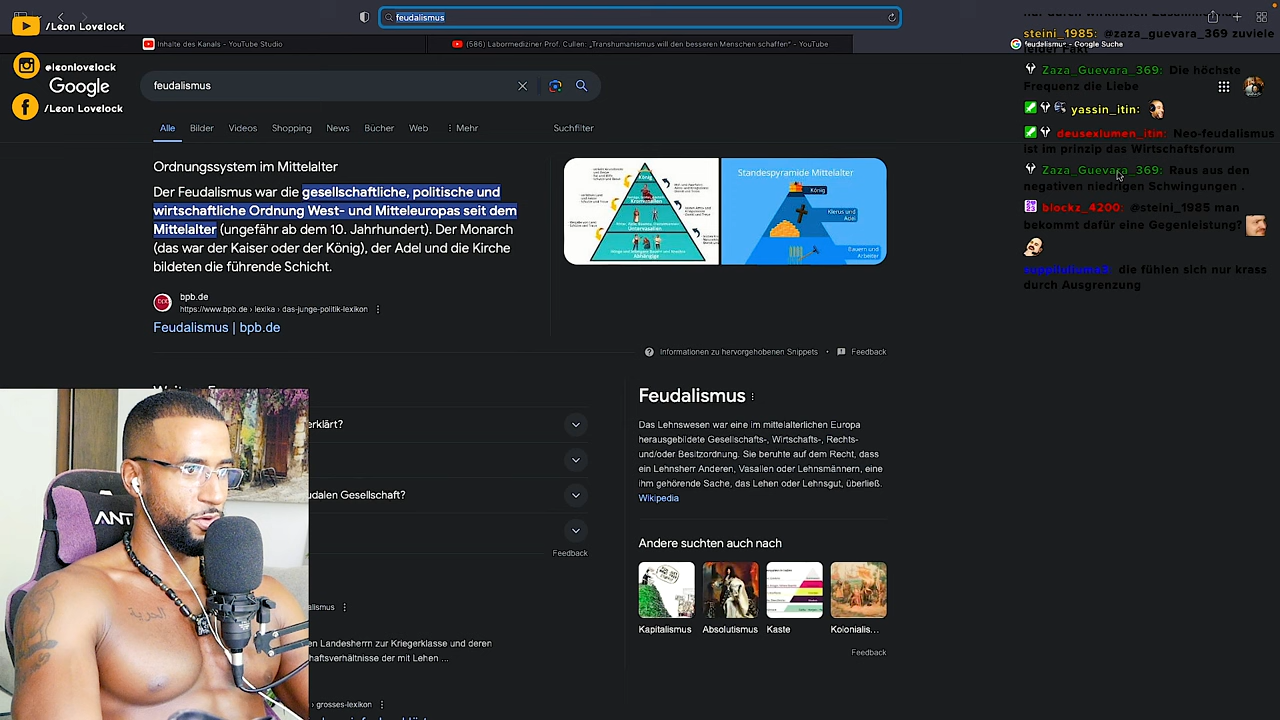 /Leon Lovelock
@leonlovelock
/Leon Lovelock
feudalismus
Inhalte des Kanals - YouTube Studio
(586) Labormediziner Prof. Cullen: „Transhumanismus will den besseren Menschen schaffen“ - YouTube
feudalismus - Google Suche
Google
feudalismus
Alle
Bilder
Videos
Shopping
News
Bücher
Web
Mehr
Suchfilter
Ordnungssystem im Mittelalter
Der Feudalismus war die gesellschaftliche, politische und
wirtschaftliche Ordnung West- und Mitteleuropas seit dem
Mittelalter (ungefähr ab dem 10. Jahrhundert). Der Monarch
(das war der Kaiser oder der König), der Adel und die Kirche
bildeten die führende Schicht.
bpb.de
https://www.bpb.de › lexika › das-junge-politik-lexikon
Feudalismus | bpb.de
König
Kronvasallen
Untervasallen
Abhängige
Standespyramide Mittelalter
König
Klerus und
Adel
Bauern und
Arbeiter
Informationen zu hervorgehobenen Snippets
Feedback
erklärt?
udalen Gesellschaft?
Feedback
alismus
en Landesherrn zur Kriegerklasse und deren
haftsverhältnisse der mit Lehen ...
› grosses-lexikon
Feudalismus
Das Lehnswesen war eine im mittelalterlichen Europa
herausgebildete Gesellschafts-, Wirtschafts-, Rechts-
und/oder Besitzordnung. Sie beruhte auf dem Recht, dass
ein Lehnsherr Anderen, Vasallen oder Lehnsmännern, eine
ihm gehörende Sache, das Lehen oder Lehnsgut, überließ.
Wikipedia
Andere suchten auch nach
Kapitalismus
Absolutismus
Kaste
Kolonialis...
Feedback
steini_1985: @zaza_guevara_369 zuviele
leider Fakt
Zaza_Guevara_369: Die höchste
Frequenz die Liebe
yassin_itin:
deusexlumen_itin: Neo-feudalismus
ist im prinzip das Wirtschaftsforum
Zaza_Guevara_369: Raus aus den
negativen niederen Schwingungen .
blockz_4200: @steini_1985 man
bekommt dafür eine Gegenleistung?
die fühlen sich nur krass
durch Ausgrenzung
ANT